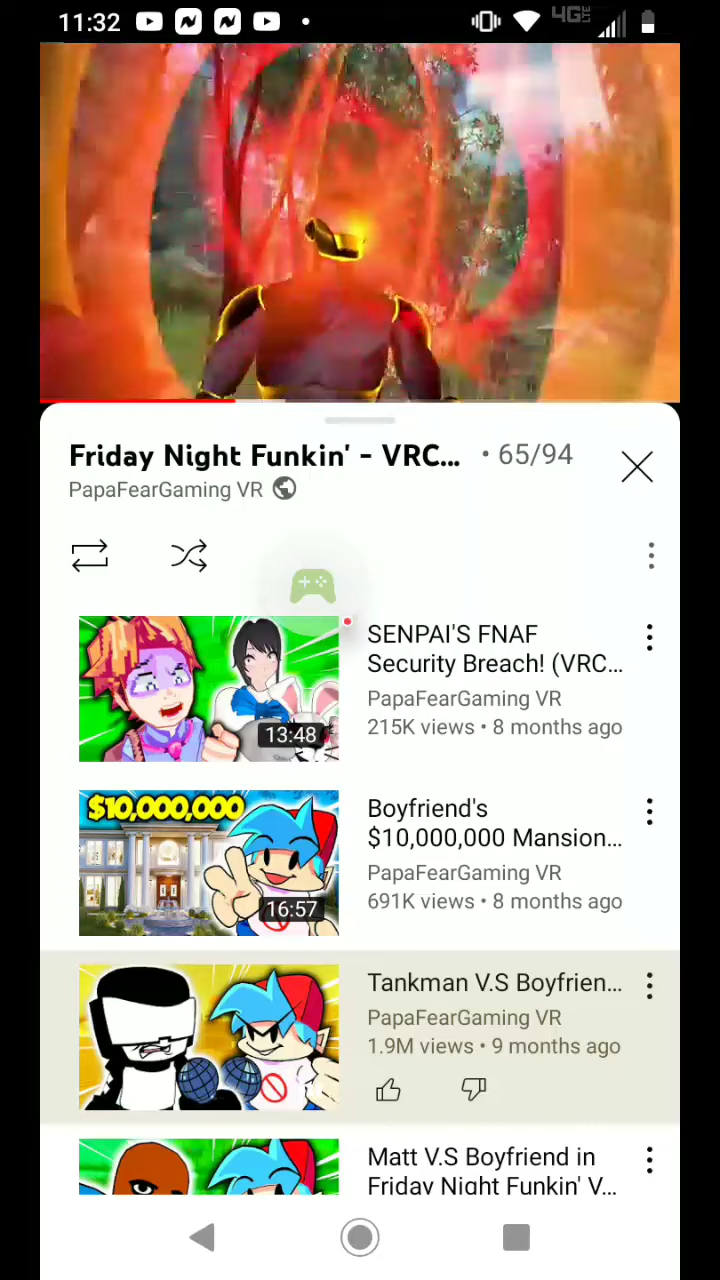 11:32
4G LTE
Friday Night Funkin' - VRC... • 65/94
PapaFearGaming VR
SENPAI'S FNAF
Security Breach! (VRC...
PapaFearGaming VR
215K views • 8 months ago
13:48
$10,000,000
Boyfriend's
$10,000,000 Mansion...
PapaFearGaming VR
691K views • 8 months ago
16:57
Tankman V.S Boyfrien...
PapaFearGaming VR
1.9M views • 9 months ago
Matt V.S Boyfriend in
Friday Night Funkin' V...